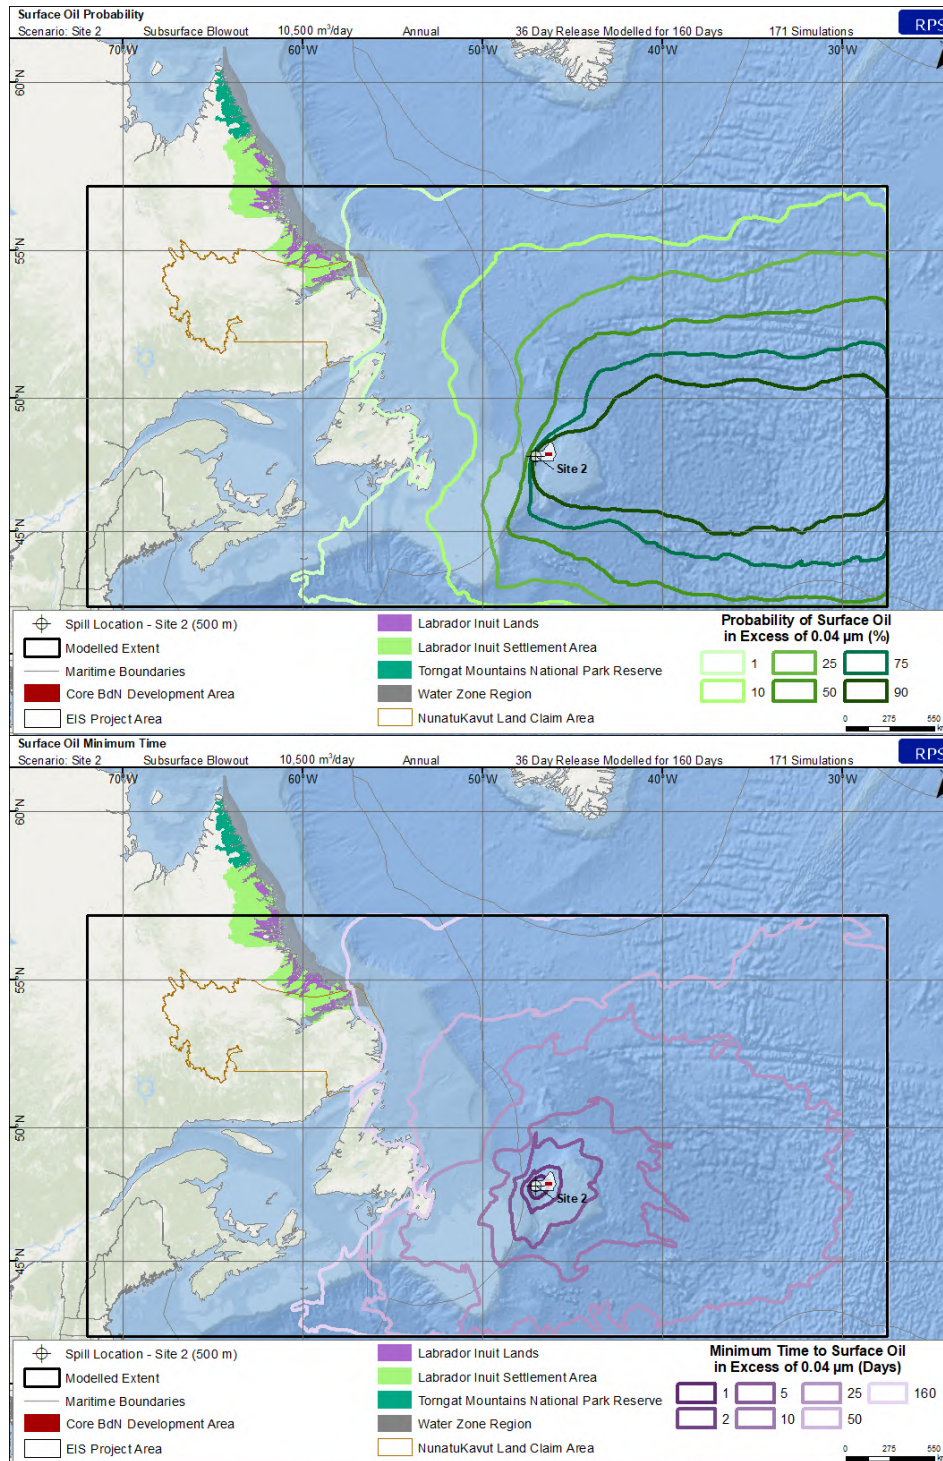 Surface Oil Probability
Scenario: Site 2 Subsurface Blowout 10,500 m³/day Annual 36 Day Release Modelled for 160 Days 171 Simulations
RPS
70°W 60°W 50°W 40°W 30°W
60°N
55°N
50°N
45°N
Site 2
Spill Location - Site 2 (500 m)
Modelled Extent
Maritime Boundaries
Core BdN Development Area
EIS Project Area
Labrador Inuit Lands
Labrador Inuit Settlement Area
Torngat Mountains National Park Reserve
Water Zone Region
NunatuKavut Land Claim Area
Probability of Surface Oil
in Excess of 0.04 µm (%)
1 25 75
10 50 90
0 275 550
Surface Oil Minimum Time
Scenario: Site 2 Subsurface Blowout 10,500 m³/day Annual 36 Day Release Modelled for 160 Days 171 Simulations
RPS
70°W 60°W 50°W 40°W 30°W
60°N
55°N
50°N
45°N
Site 2
Spill Location - Site 2 (500 m)
Modelled Extent
Maritime Boundaries
Core BdN Development Area
EIS Project Area
Labrador Inuit Lands
Labrador Inuit Settlement Area
Torngat Mountains National Park Reserve
Water Zone Region
NunatuKavut Land Claim Area
Minimum Time to Surface Oil
in Excess of 0.04 µm (Days)
1 5 25 160
2 10 50
0 275 550